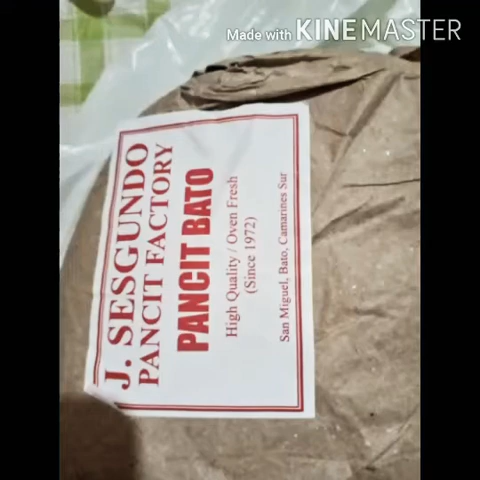 Made with KINEMASTER
J. SESGUNDO
PANCIT FACTORY
PANCIT BATO
High Quality / Oven Fresh
(Since 1972)
San Miguel, Bato, Camarines Sur